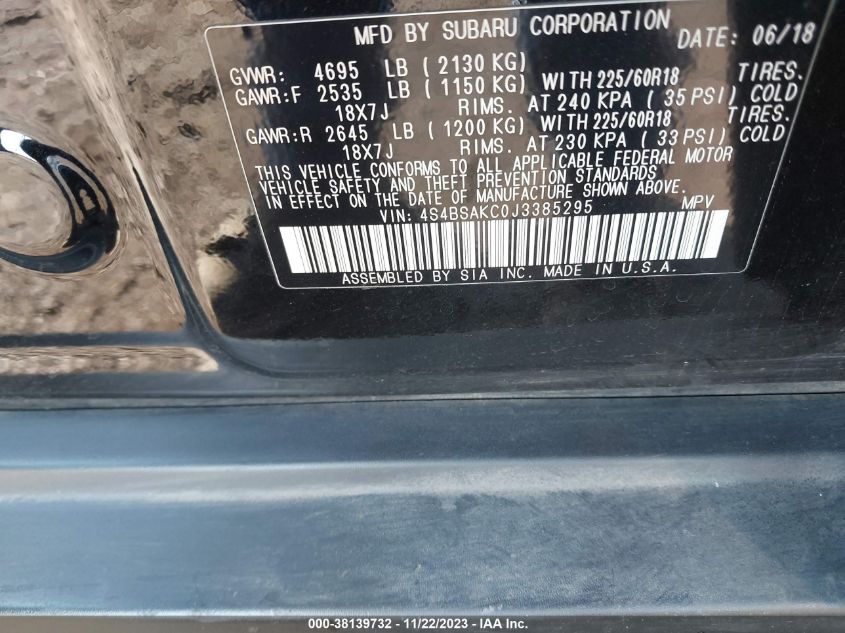 MFD BY SUBARU CORPORATION DATE: 06/18
GVWR: 4695 LB (2130 KG)
GAWR:F 2535 LB (1150 KG) WITH 225/60R18 TIRES.
18X7J RIMS. AT 240 KPA (35 PSI) COLD
GAWR:R 2645 LB (1200 KG) WITH 225/60R18 TIRES.
18X7J RIMS. AT 230 KPA (33 PSI) COLD
THIS VEHICLE CONFORMS TO ALL APPLICABLE FEDERAL MOTOR
VEHICLE SAFETY AND THEFT PREVENTION STANDARDS
IN EFFECT ON THE DATE OF MANUFACTURE SHOWN ABOVE.
VIN: 4S4BSAKC0J3385295 MPV
ASSEMBLED BY SIA INC. MADE IN U.S.A.
000-38139732 - 11/22/2023 - IAA Inc.